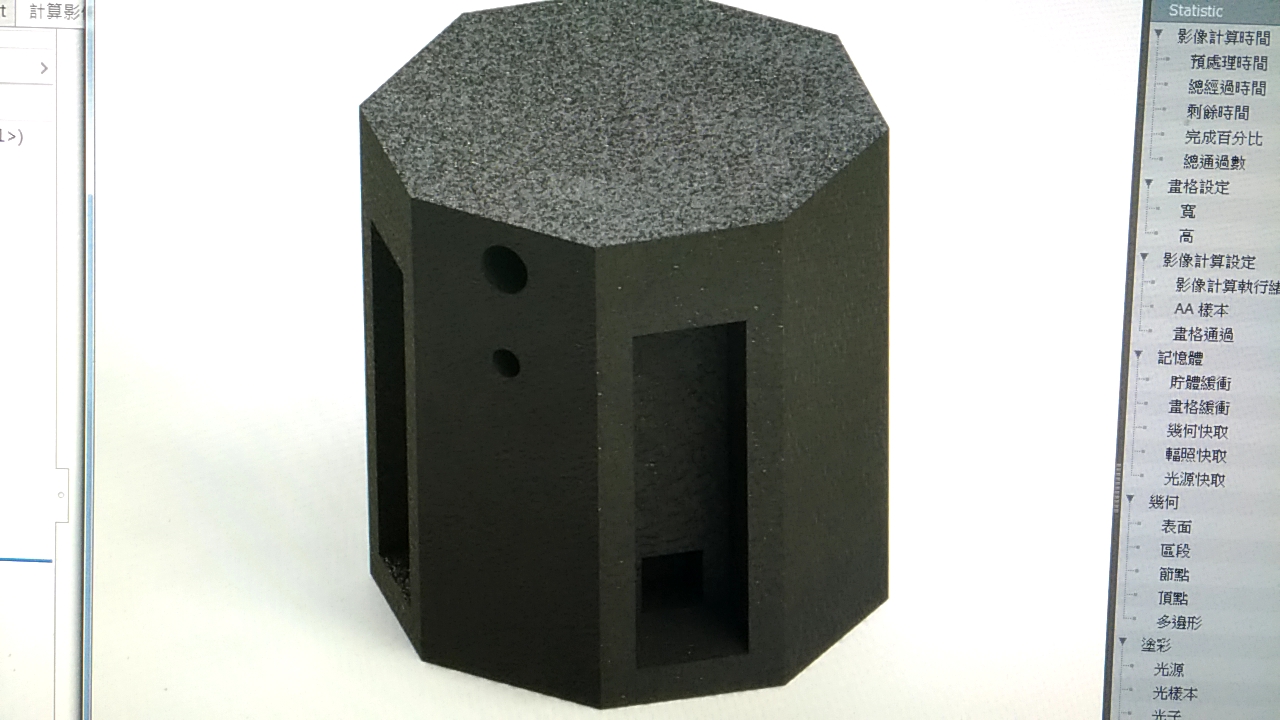 t
計算影
1>)
Statistic
影像計算時間
預處理時間
總經過時間
剩餘時間
完成百分比
總通過數
畫格設定
寬
高
影像計算設定
影像計算執行緒
AA 樣本
畫格通過
記憶體
貯體緩衝
畫格緩衝
幾何快取
輻照快取
光源快取
幾何
表面
區段
節點
頂點
多邊形
塗彩
光源
光樣本
光子